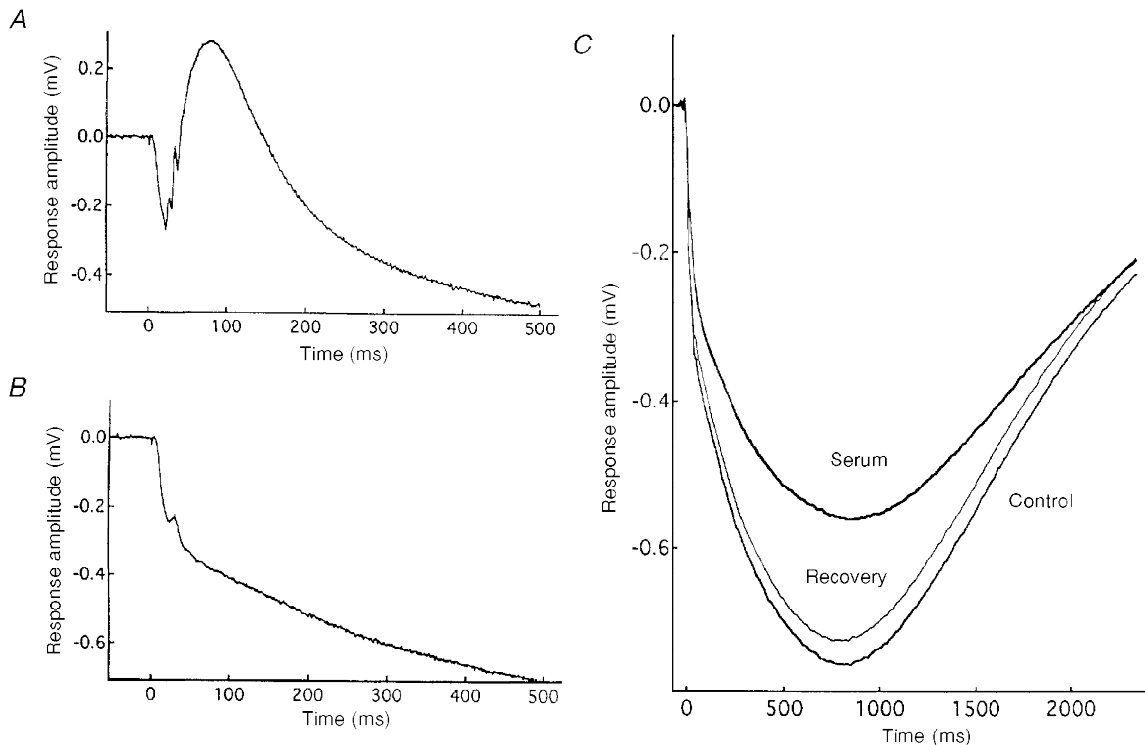 A
Response amplitude (mV)
0.2
0.0
-0.2
-0.4
0 100 200 300 400 500
Time (ms)
B
Response amplitude (mV)
0.0
-0.2
-0.4
-0.6
0 100 200 300 400 500
Time (ms)
C
Response amplitude (mV)
0.0
-0.2
-0.4
-0.6
Serum
Control
Recovery
0 500 1000 1500 2000
Time (ms)